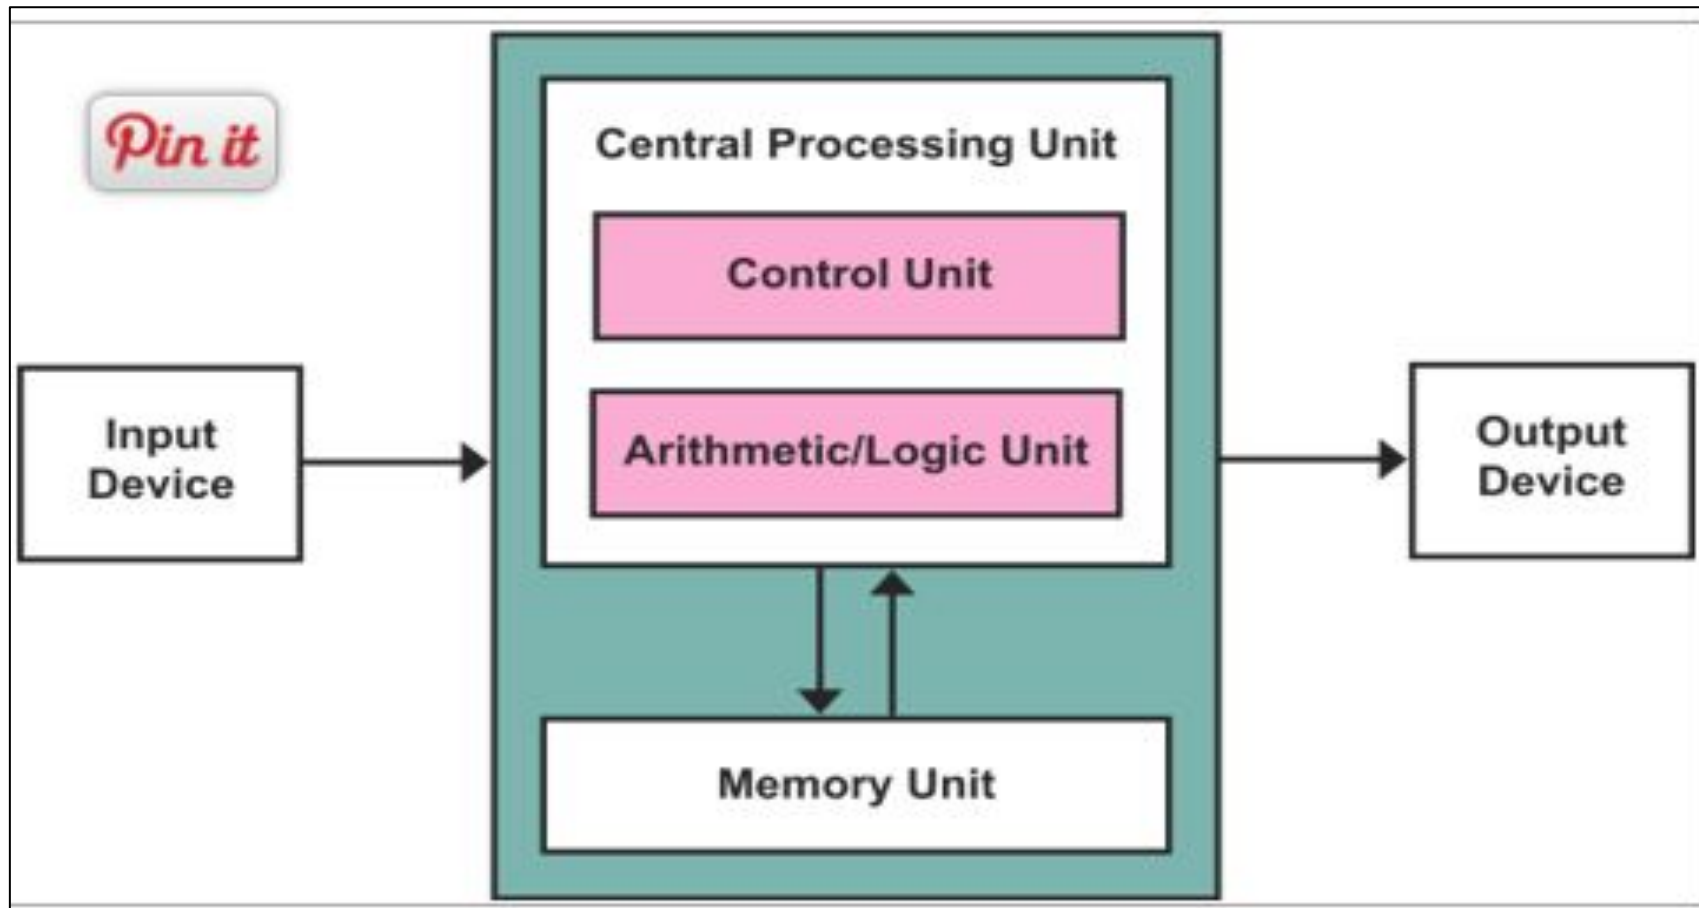 Pin it
Central Processing Unit
Control Unit
Arithmetic/Logic Unit
Input
Device
Output
Device
Memory Unit